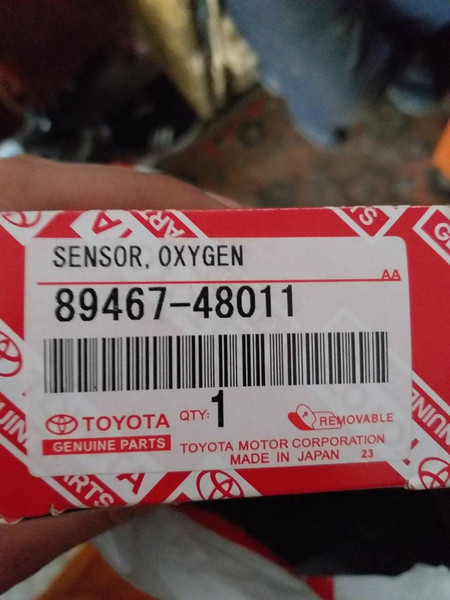 SENSOR, OXYGEN
AA
89467-48011
TOYOTA
GENUINE PARTS
QTY: 1
REMOVABLE
TOYOTA MOTOR CORPORATION
MADE IN JAPAN 23